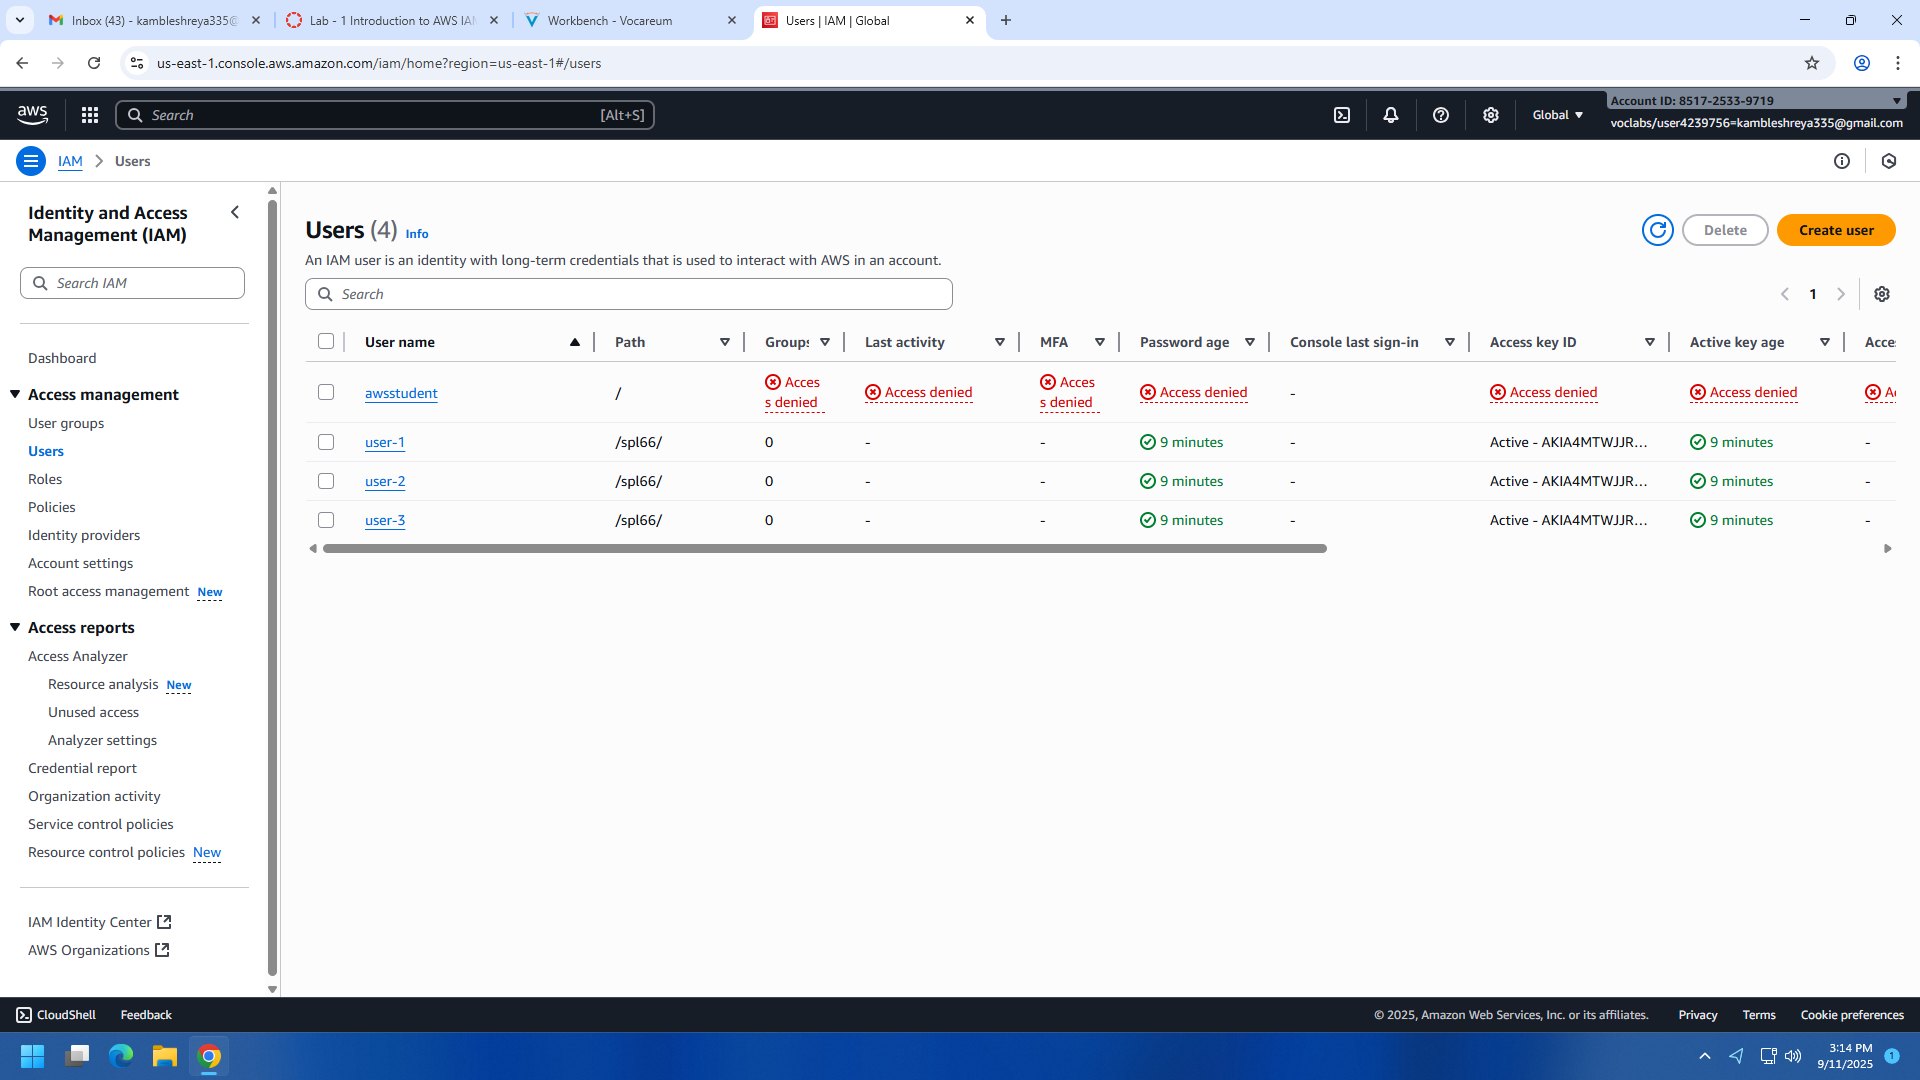 Inbox (43) - kambleshreya335@
Lab - 1 Introduction to AWS IAM
Workbench - Vocareum
Users | IAM | Global
us-east-1.console.aws.amazon.com/iam/home?region=us-east-1#/users
aws
Search
[Alt+S]
Global
Account ID: 8517-2533-9719
voclabs/user4239756=kambleshreya335@gmail.com
IAM
Users
Identity and Access
Management (IAM)
Search IAM
Dashboard
Access management
User groups
Users
Roles
Policies
Identity providers
Account settings
Root access management New
Access reports
Access Analyzer
Resource analysis New
Unused access
Analyzer settings
Credential report
Organization activity
Service control policies
Resource control policies New
IAM Identity Center
AWS Organizations
Users (4) Info
Delete
Create user
An IAM user is an identity with long-term credentials that is used to interact with AWS in an account.
Search
1
User name Path Groups Last activity MFA Password age Console last sign-in Access key ID Active key age Acce
awsstudent / Acces
s denied Access denied Acces
s denied Access denied - Access denied Access denied A
user-1 /spl66/ 0 - - 9 minutes - Active - AKIA4MTWJJR... 9 minutes -
user-2 /spl66/ 0 - - 9 minutes - Active - AKIA4MTWJJR... 9 minutes -
user-3 /spl66/ 0 - - 9 minutes - Active - AKIA4MTWJJR... 9 minutes -
CloudShell
Feedback
© 2025, Amazon Web Services, Inc. or its affiliates.
Privacy
Terms
Cookie preferences
3:14 PM
9/11/2025
1